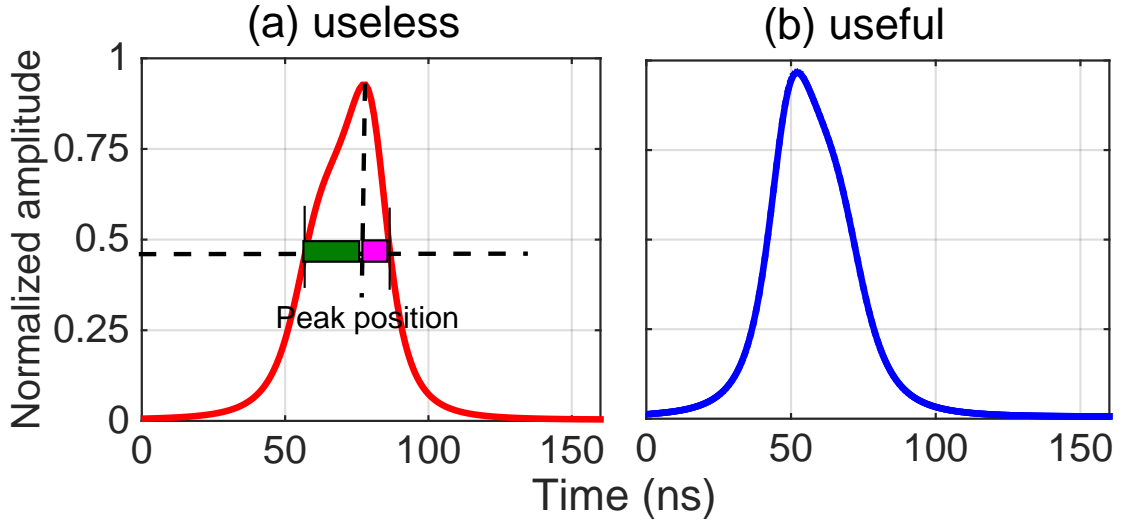 (a) useless
(b) useful
Normalized amplitude
1
0.75
0.5
0.25
0
Peak position
0
50
100
150
0
50
100
150
Time (ns)